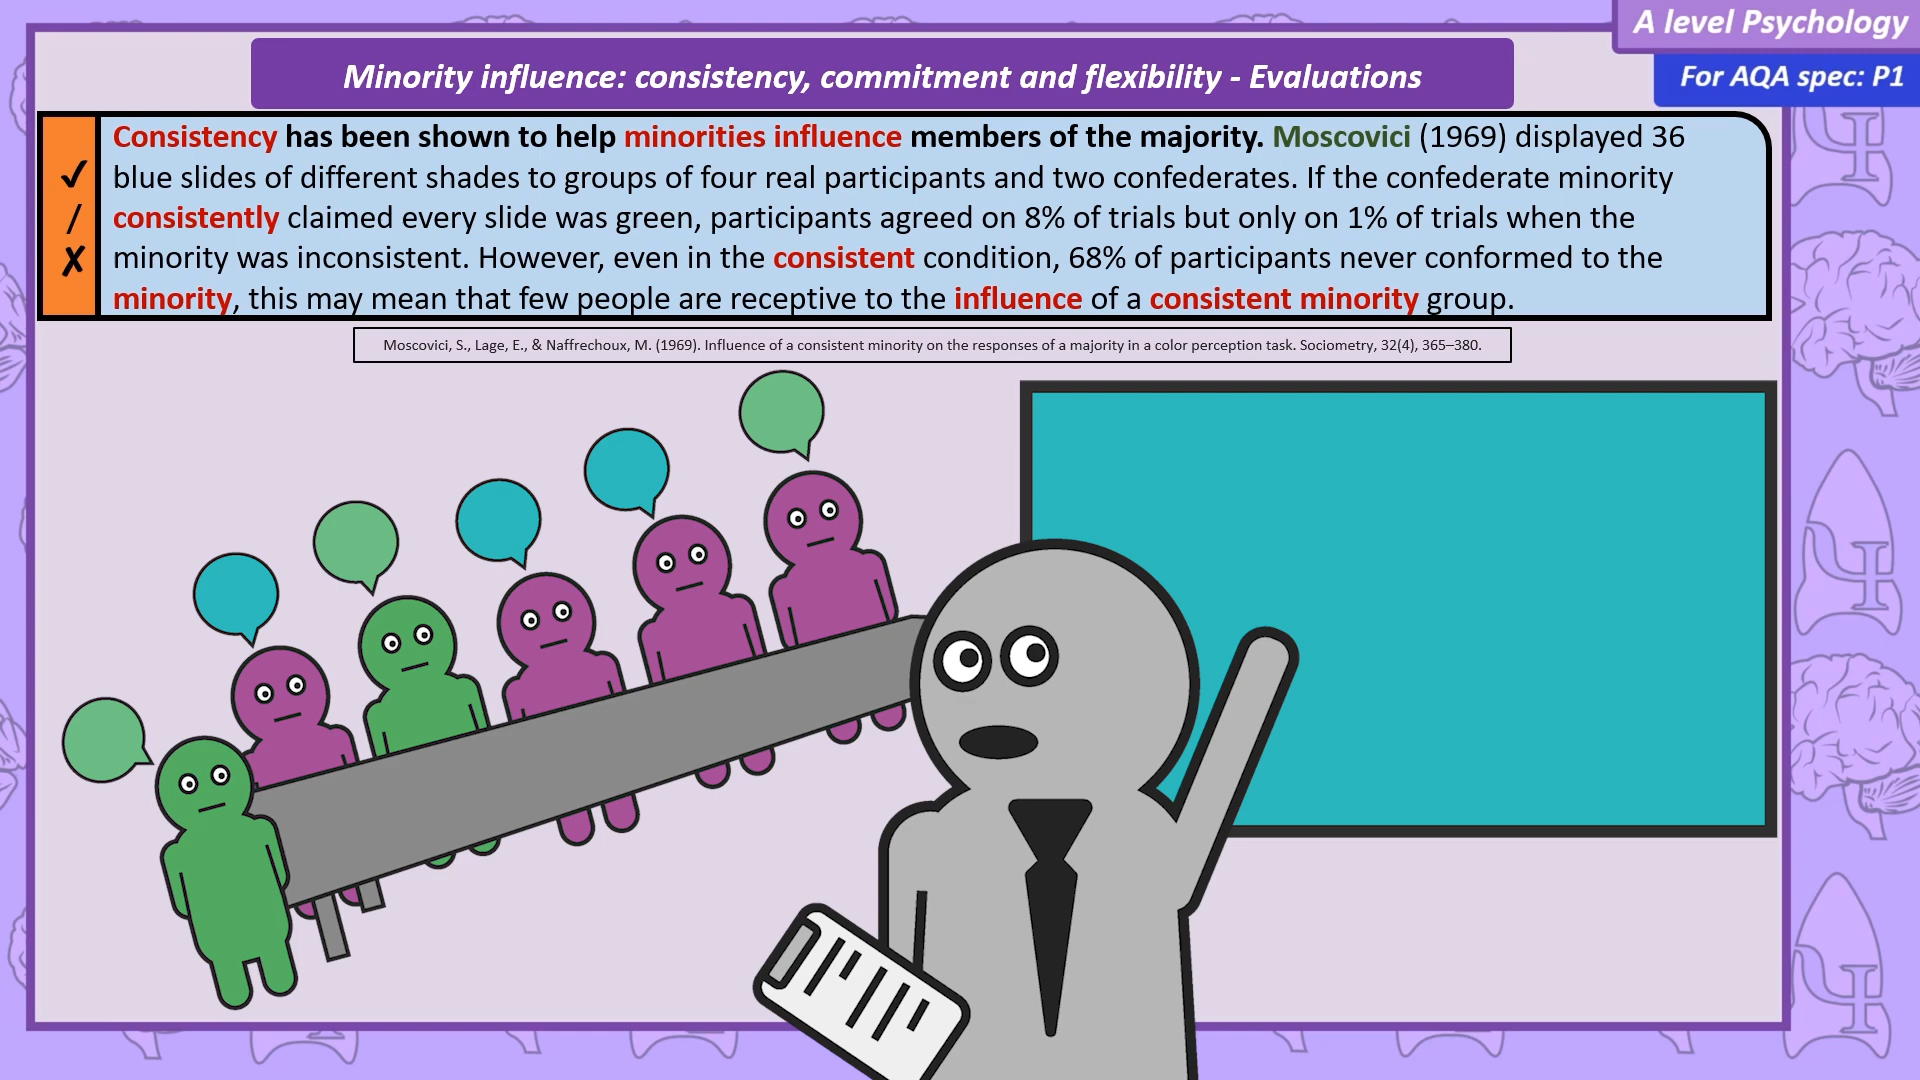 A level Psychology
For AQA spec: P1
Minority influence: consistency, commitment and flexibility - Evaluations
✓
/
✗
Consistency has been shown to help minorities influence members of the majority. Moscovici (1969) displayed 36
blue slides of different shades to groups of four real participants and two confederates. If the confederate minority
consistently claimed every slide was green, participants agreed on 8% of trials but only on 1% of trials when the
minority was inconsistent. However, even in the consistent condition, 68% of participants never conformed to the
minority, this may mean that few people are receptive to the influence of a consistent minority group.
Moscovici, S., Lage, E., & Naffrechoux, M. (1969). Influence of a consistent minority on the responses of a majority in a color perception task. Sociometry, 32(4), 365–380.